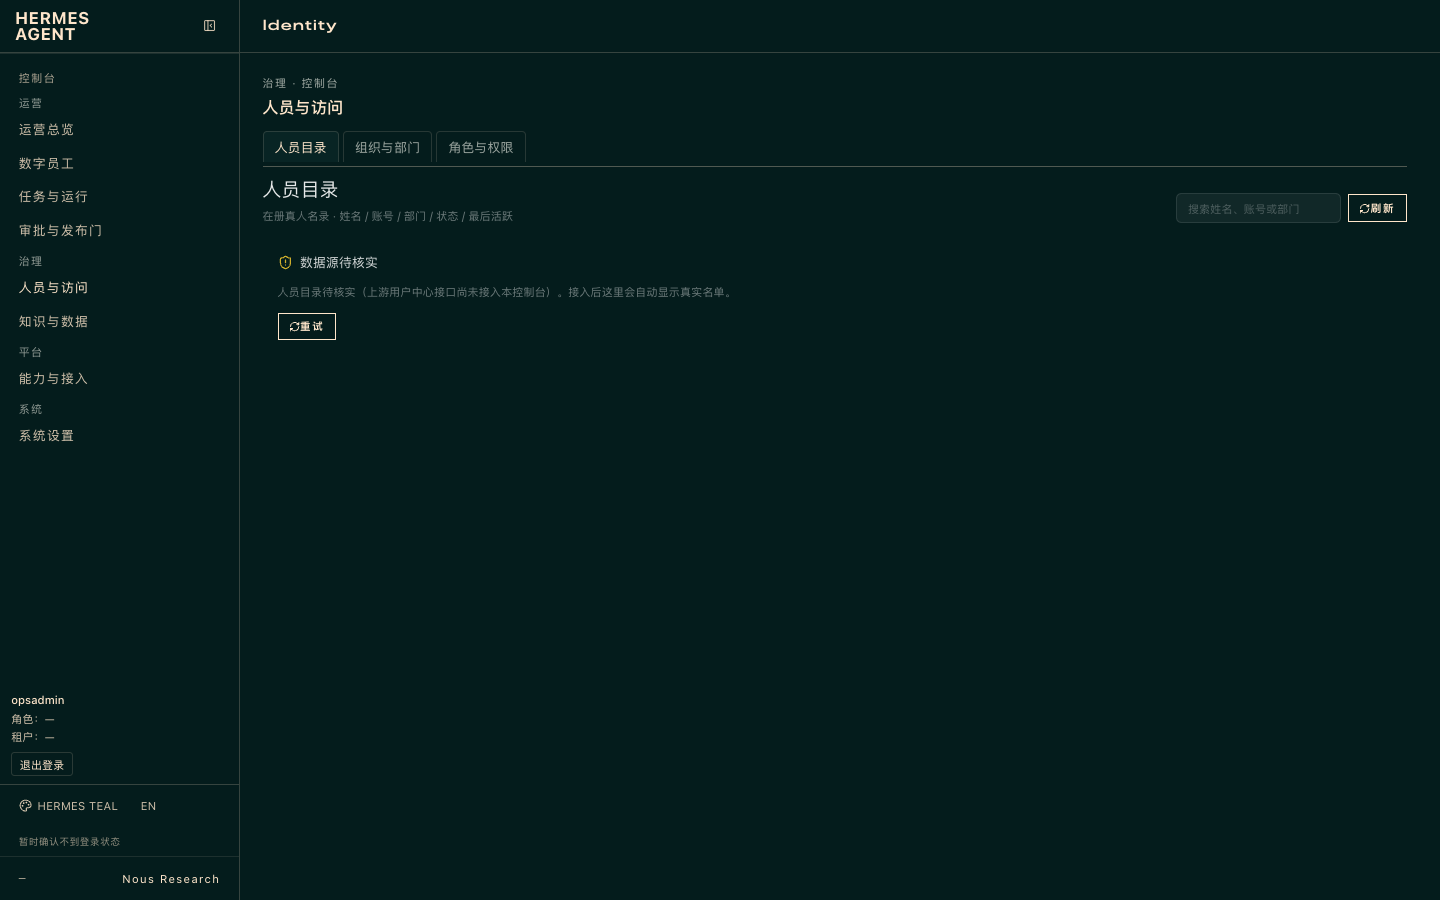 HERMES
AGENT
控制台
运营
运营总览
数字员工
任务与运行
审批与发布门
治理
人员与访问
知识与数据
平台
能力与接入
系统
系统设置
opsadmin
角色: —
租户: —
退出登录
HERMES TEAL EN
暂时确认不到登录状态
— Nous Research
Identity
治理 · 控制台
人员与访问
人员目录 组织与部门 角色与权限
人员目录
在册真人名录 · 姓名 / 账号 / 部门 / 状态 / 最后活跃
搜索姓名、账号或部门 刷新
数据源待核实
人员目录待核实（上游用户中心接口尚未接入本控制台）。接入后这里会自动显示真实名单。
重试